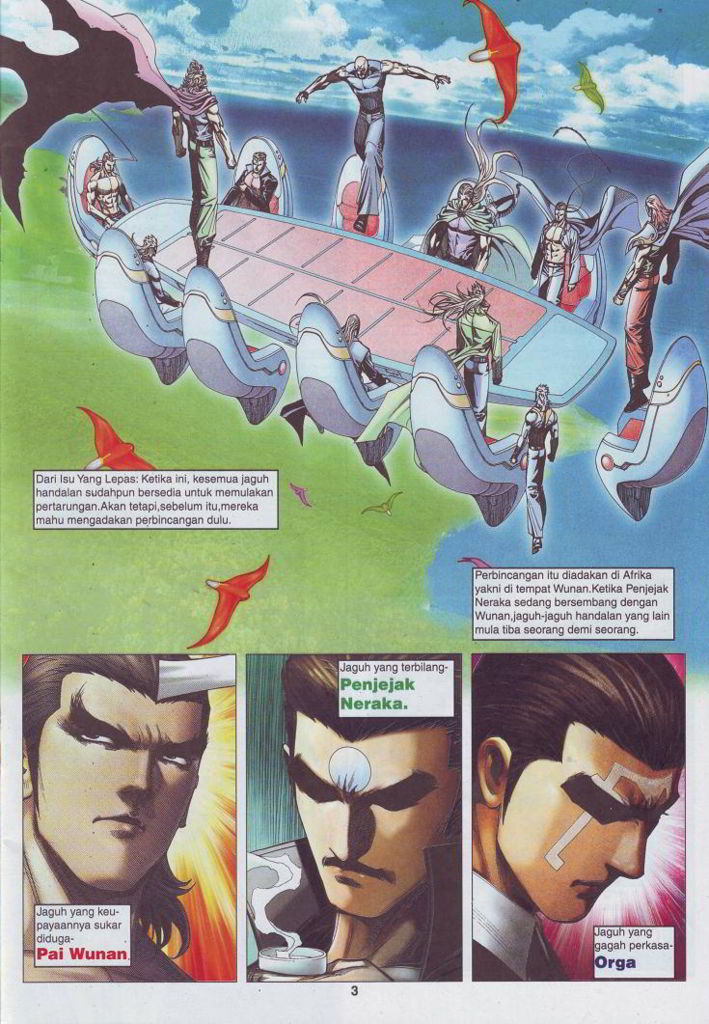 Dari Isu Yang Lepas: Ketika ini, kesemua jaguh
handalan sudahpun bersedia untuk memulakan
pertarungan.Akan tetapi,sebelum itu,mereka
mahu mengadakan perbincangan dulu.
Perbincangan itu diadakan di Afrika
yakni di tempat Wunan.Ketika Penjejak
Neraka sedang bersembang dengan
Wunan,jaguh-jaguh handalan yang lain
mula tiba seorang demi seorang.
Jaguh yang keu-
payaannya sukar
diduga-
Pai Wunan.
Jaguh yang terbilang-
Penjejak
Neraka.
Jaguh yang
gagah perkasa-
Orga
3